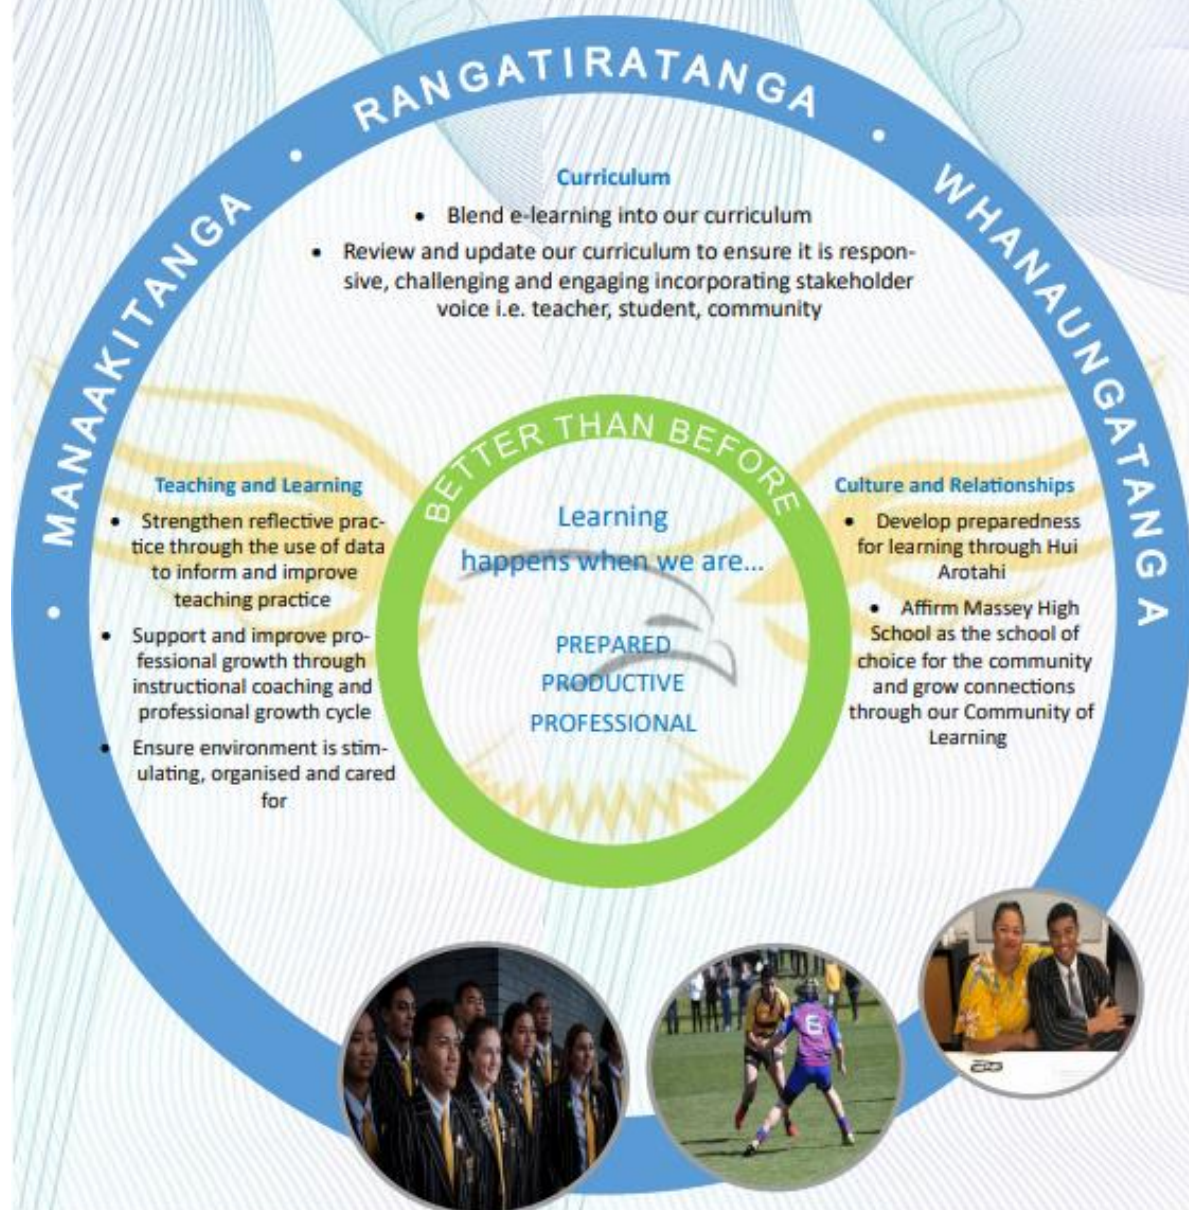 • MANAAKITANGA • RANGATIRATANGA • WHANAUNGATANGA
Curriculum
• Blend e-learning into our curriculum
• Review and update our curriculum to ensure it is respon-
sive, challenging and engaging incorporating stakeholder
voice i.e. teacher, student, community
BETTER THAN BEFORE
Learning
happens when we are...
PREPARED
PRODUCTIVE
PROFESSIONAL
Teaching and Learning
• Strengthen reflective prac-
tice through the use of data
to inform and improve
teaching practice
• Support and improve pro-
fessional growth through
instructional coaching and
professional growth cycle
• Ensure environment is stim-
ulating, organised and cared
for
Culture and Relationships
• Develop preparedness
for learning through Hui
Arotahi
• Affirm Massey High
School as the school of
choice for the community
and grow connections
through our Community of
Learning
6